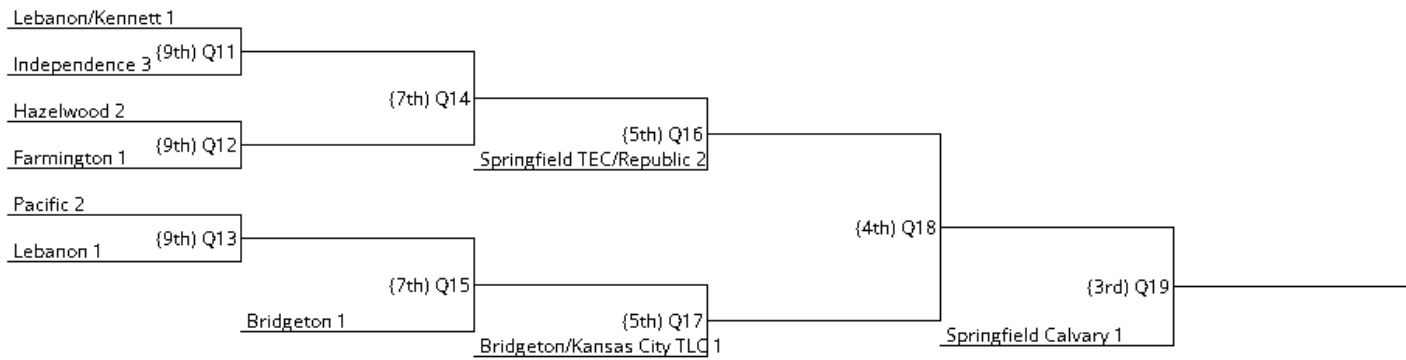 Lebanon/Kennett 1
{9th} Q11
Independence 3
{7th} Q14
Hazelwood 2
{9th} Q12
Farmington 1
{5th} Q16
Springfield TEC/Republic 2
Pacific 2
{9th} Q13
Lebanon 1
{4th} Q18
{7th} Q15
Bridgeton 1
{5th} Q17
Bridgeton/Kansas City TLC 1
{3rd} Q19
Springfield Calvary 1